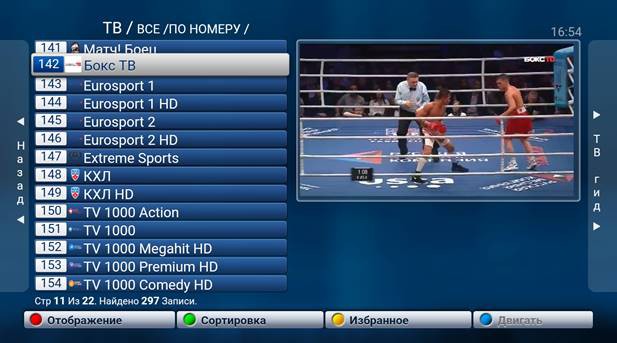 ТВ / ВСЕ /ПО НОМЕРУ /
16:54
141 Матч! Боец
142 Бокс ТВ
143 Eurosport 1
144 Eurosport 1 HD
145 Eurosport 2
146 Eurosport 2 HD
147 Extreme Sports
148 КХЛ
149 КХЛ HD
150 TV 1000 Action
151 TV 1000
152 TV 1000 Megahit HD
153 TV 1000 Premium HD
154 TV 1000 Comedy HD
Стр 11 Из 22. Найдено 297 Записи.
Назад
ТВ гид
БОКСТВ
1:08
Отображение
Сортировка
Избранное
Двигать